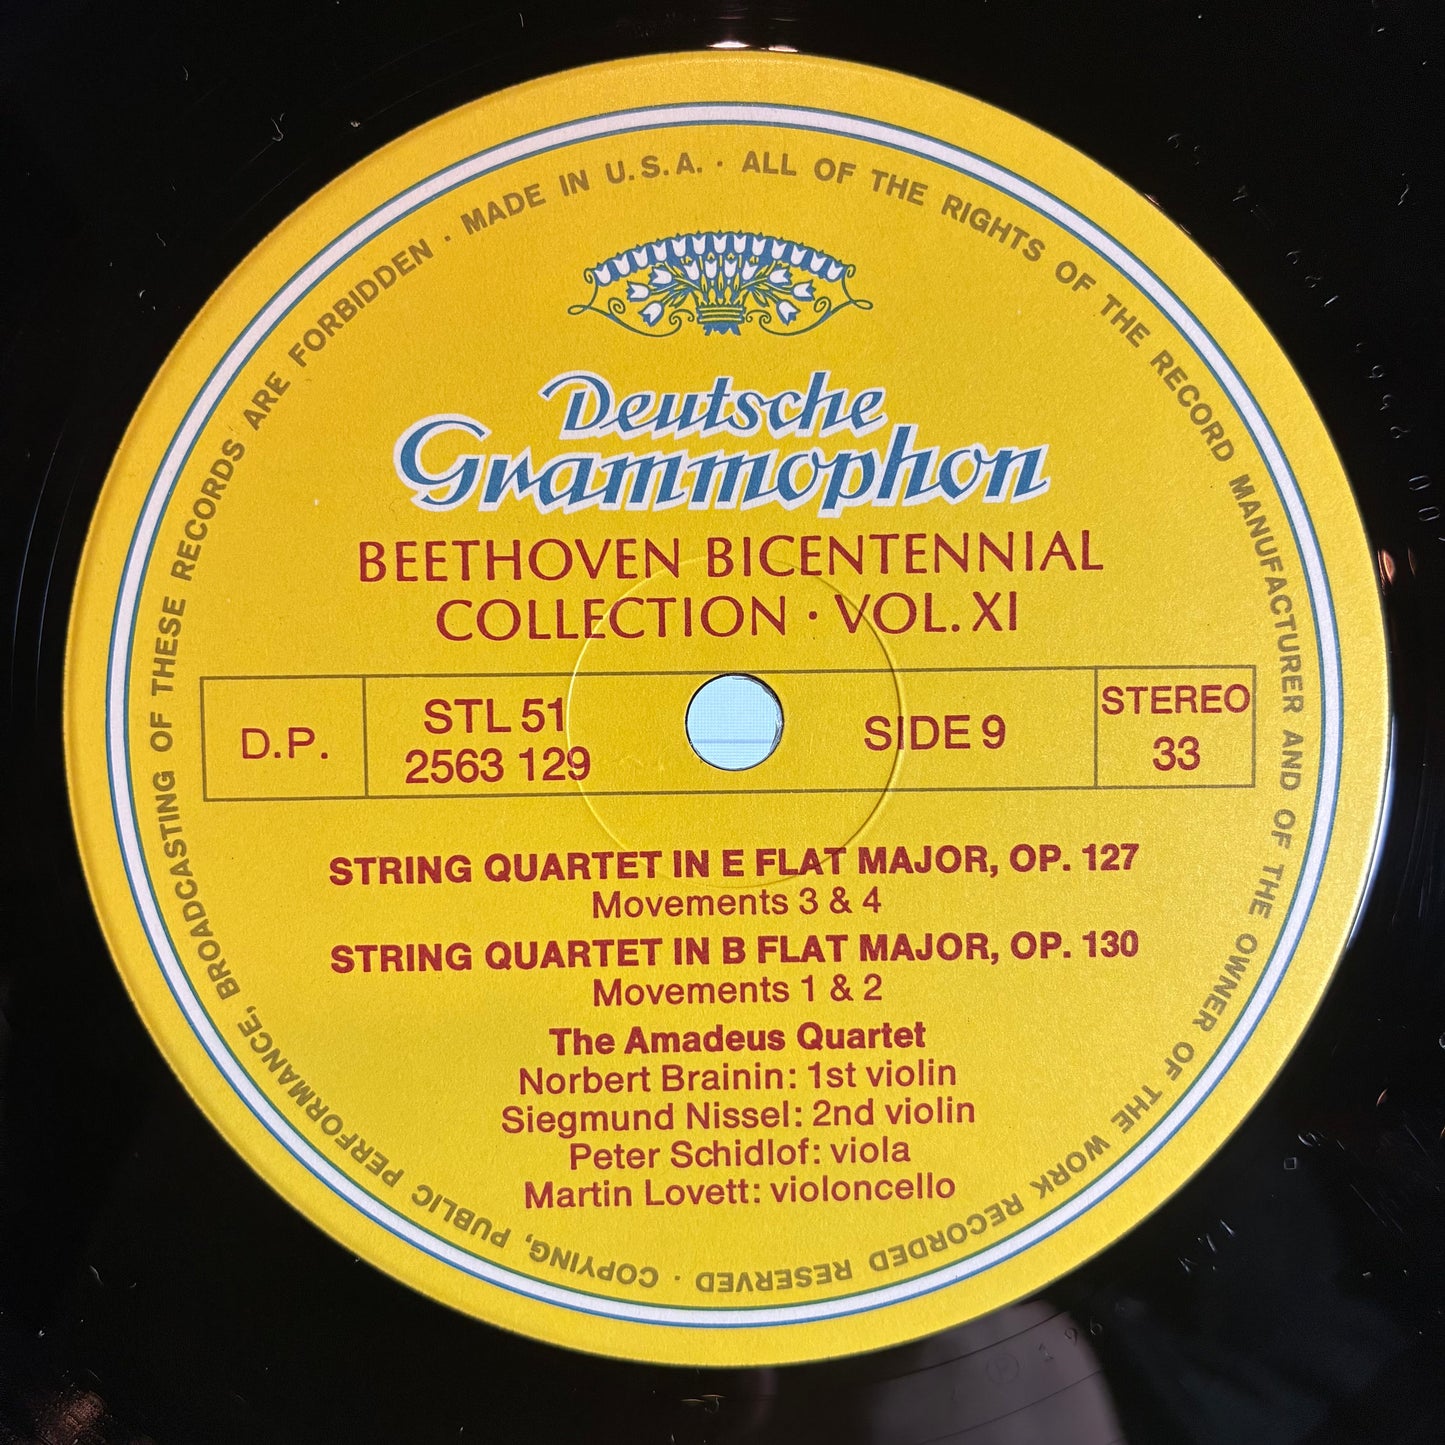 MADE IN U.S.A. · ALL OF THE RIGHTS OF THE RECORD MANUFACTURER AND OF THE OWNER OF THE WORK RECORDED RESERVED · COPYING, PUBLIC PERFORMANCE, BROADCASTING OF THESE RECORDS ARE FORBIDDEN ·
Deutsche
Grammophon
BEETHOVEN BICENTENNIAL
COLLECTION · VOL. XI
D.P.
STL 51
2563 129
SIDE 9
STEREO
33
STRING QUARTET IN E FLAT MAJOR, OP. 127
Movements 3 & 4
STRING QUARTET IN B FLAT MAJOR, OP. 130
Movements 1 & 2
The Amadeus Quartet
Norbert Brainin: 1st violin
Siegmund Nissel: 2nd violin
Peter Schidlof: viola
Martin Lovett: violoncello